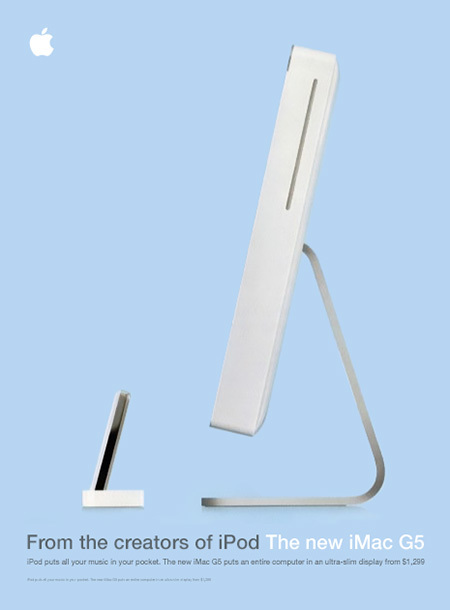 From the creators of iPod The new iMac G5
iPod puts all your music in your pocket. The new iMac G5 puts an entire computer in an ultra-slim display from $1,299